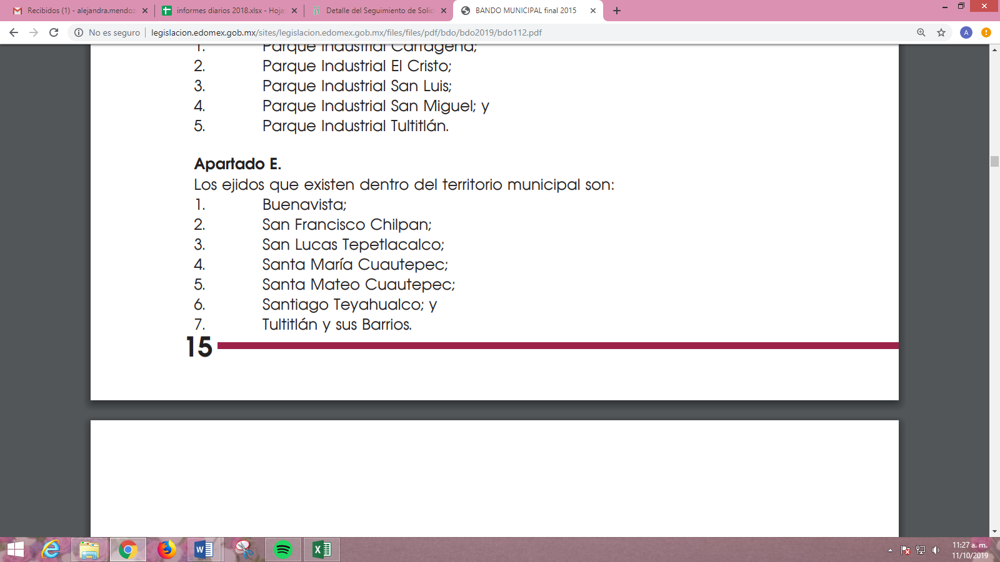 Recibidos (1) - alejandra.mendoz
informes diarios 2018.xlsx - Hoja
Detalle del Seguimiento de Solic
BANDO MUNICIPAL final 2015
No es seguro
legislacion.edomex.gob.mx/sites/legislacion.edomex.gob.mx/files/files/pdf/bdo/bdo2019/bdo112.pdf
A
1. Parque Industrial Cartagena;
2. Parque Industrial El Cristo;
3. Parque Industrial San Luis;
4. Parque Industrial San Miguel; y
5. Parque Industrial Tultitlán.
Apartado E.
Los ejidos que existen dentro del territorio municipal son:
1. Buenavista;
2. San Francisco Chilpan;
3. San Lucas Tepetlacalco;
4. Santa María Cuautepec;
5. Santa Mateo Cuautepec;
6. Santiago Teyahualco; y
7. Tultitlán y sus Barrios.
15
11:27 a. m.
11/10/2019